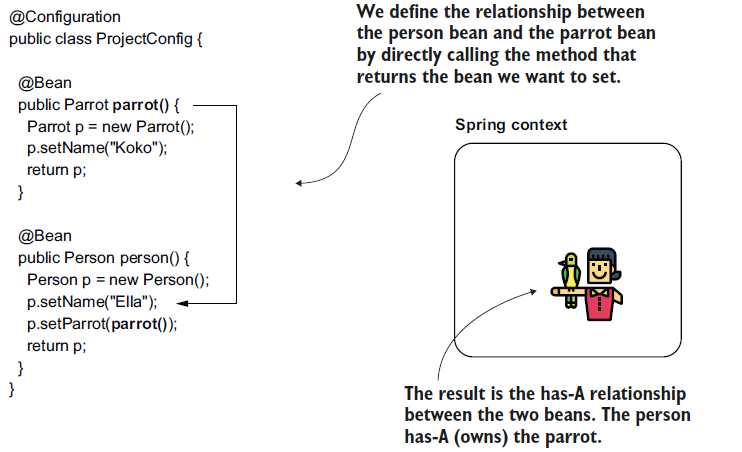 @Configuration
public class ProjectConfig {
@Bean
public Parrot parrot() {
Parrot p = new Parrot();
p.setName("Koko");
return p;
}
@Bean
public Person person() {
Person p = new Person();
p.setName("Ella");
p.setParrot(parrot());
return p;
}
}
We define the relationship between
the person bean and the parrot bean
by directly calling the method that
returns the bean we want to set.
Spring context
The result is the has-A relationship
between the two beans. The person
has-A (owns) the parrot.